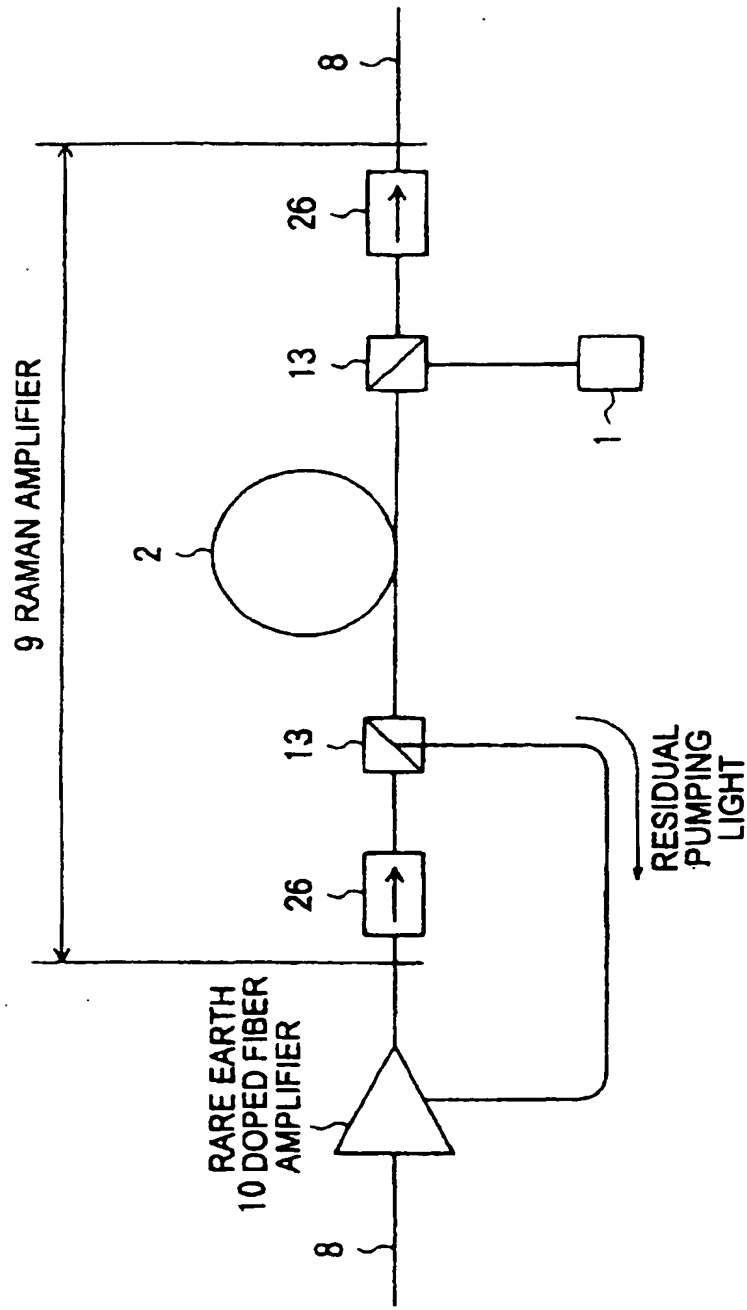 9 RAMAN AMPLIFIER
8
26
13
2
13
26
RARE EARTH
10 DOPED FIBER
AMPLIFIER
8
1
RESIDUAL
PUMPING
LIGHT